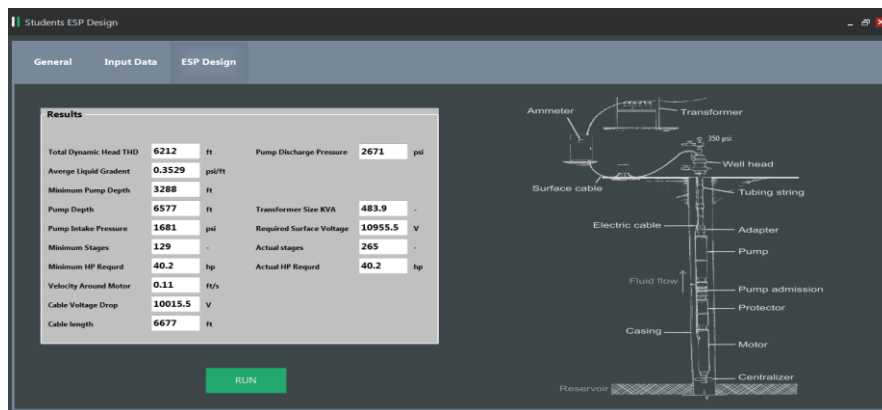 Students ESP Design
General Input Data ESP Design
Results
Total Dynamic Head THD 6212 ft Pump Discharge Pressure 2671 psi
Averge Liquid Gradent 0.3529 psi/ft
Minimum Pump Depth 3288 ft
Pump Depth 6577 ft Transformer Size KVA 483.9 -
Pump Intake Pressure 1681 psi Required Surface Voltage 10955.5 V
Minimum Stages 129 - Actual stages 265 -
Minimum HP Requrd 40.2 hp Actual HP Requrd 40.2 hp
Velocity Around Motor 0.11 ft/s
Cable Voltage Drop 10015.5 V
Cable length 6677 ft
RUN
Ammeter
Transformer
350 psi
Well head
Surface cable
Tubing string
Electric cable
Adapter
Pump
Fluid flow
Pump admission
Protector
Casing
Motor
Centralizer
Reservoir